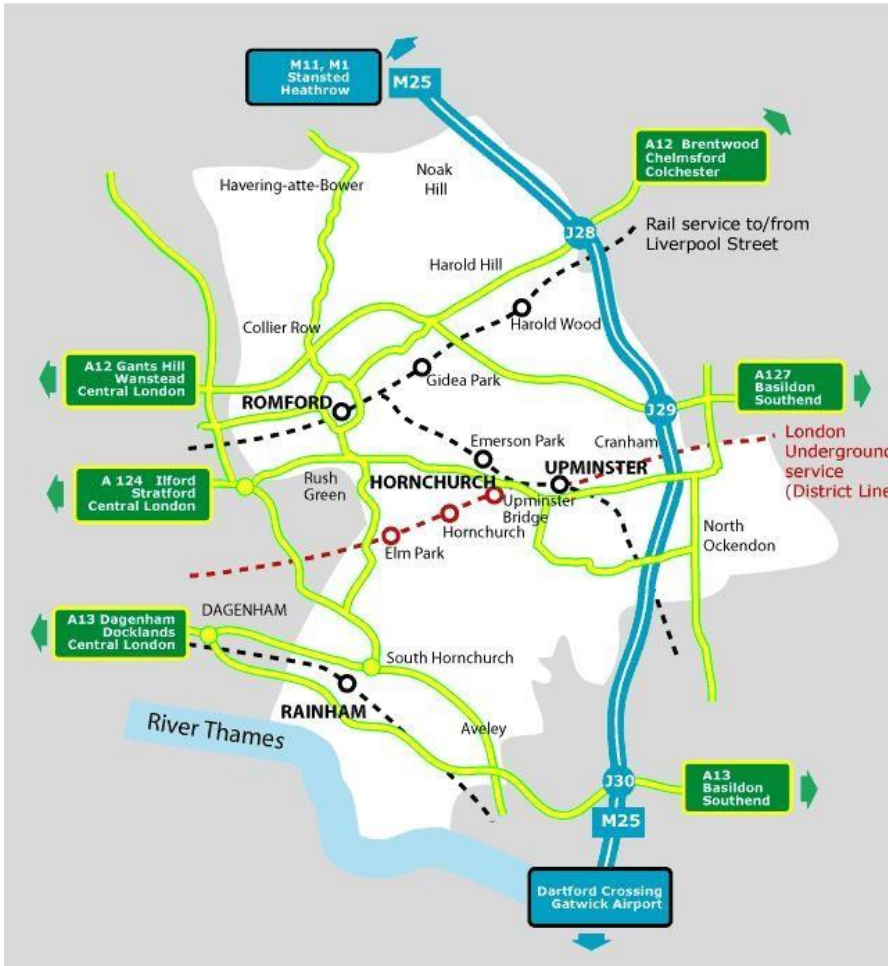 M11, M1
Stansted
Heathrow
M25
A12 Brentwood
Chelmsford
Colchester
Noak
Hill
Havering-atte-Bower
J28
Rail service to/from
Liverpool Street
Harold Hill
Collier Row
Harold Wood
A12 Gants Hill
Wanstead
Central London
Gidea Park
A127
Basildon
Southend
ROMFORD
J29
Emerson Park
Cranham
London
Underground
service
(District Line
A 124 Ilford
Stratford
Central London
Rush
Green
HORNCHURCH
UPMINSTER
Upminster
Bridge
Hornchurch
North
Ockendon
Elm Park
DAGENHAM
A13 Dagenham
Docklands
Central London
South Hornchurch
RAINHAM
River Thames
Aveley
J30
A13
Basildon
Southend
M25
Dartford Crossing
Gatwick Airport